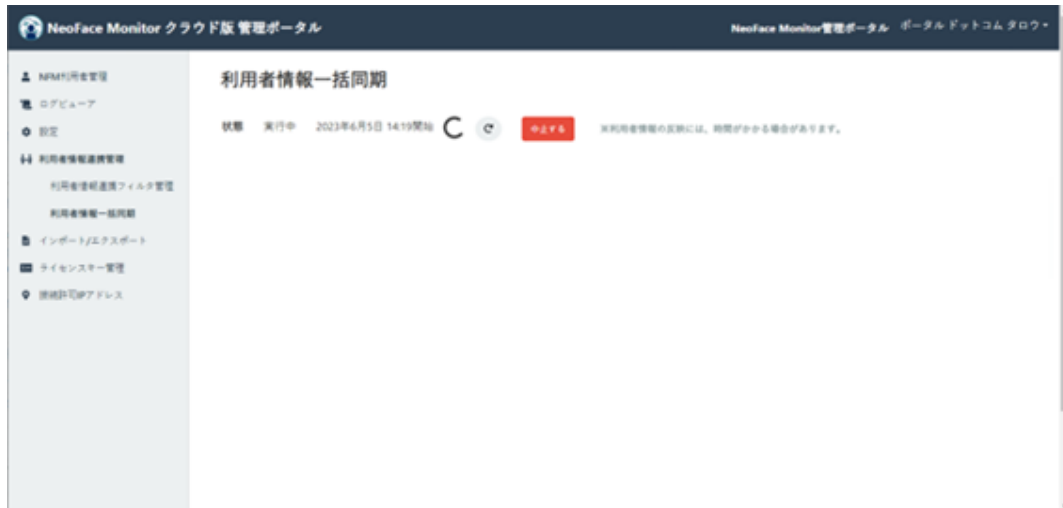 NeoFace Monitor クラウド版 管理ポータル
NeoFace Monitor管理ポータル ポータルドットコム タロウ
NFM利用者管理
ログビューア
設定
利用者情報連携管理
利用者情報連携フィルタ管理
利用者情報一括同期
インポート/エクスポート
ライセンスキー管理
接続許可IPアドレス
利用者情報一括同期
状態 実行中 2023年6月5日 14:19開始 中止する ※利用者情報の反映には、時間がかかる場合があります。